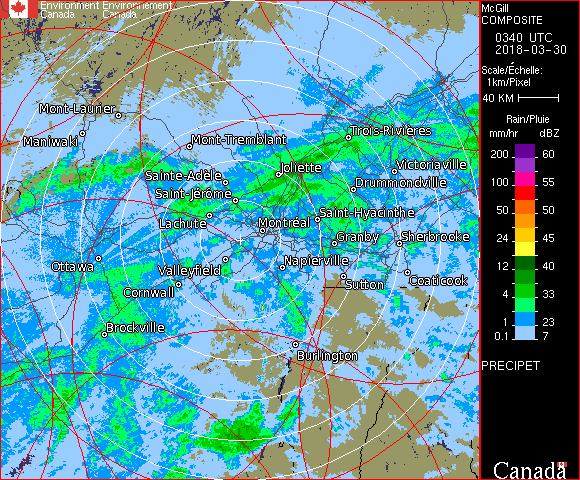 Environment Environnement
Canada Canada
Mont-Laurier
Maniwaki
Mont-Tremblant
Trois-Rivières
Sainte-Adèle
Joliette
Victoriaville
Saint-Jérôme
Drummondville
Lachute
Montréal
Saint-Hyacinthe
Granby
Sherbrooke
Ottawa
Valleyfield
Napierville
Cornwall
Sutton
Coaticook
Brockville
Burlington
McGill
COMPOSITE
0340 UTC
2018-03-30
Scale/Échelle:
1km/Pixel
40 KM
Rain/Pluie
mm/hr dBZ
200 60
100 55
50 50
24 45
12 40
4 33
1 23
0.1 7
PRECIPET
Canada